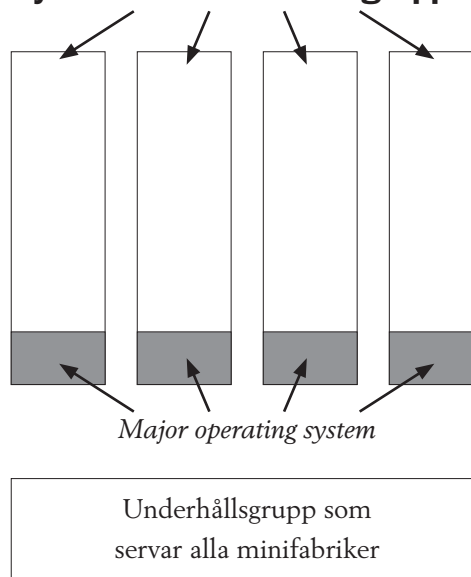 Major operating system
Underhållsgrupp som
servar alla minifabriker